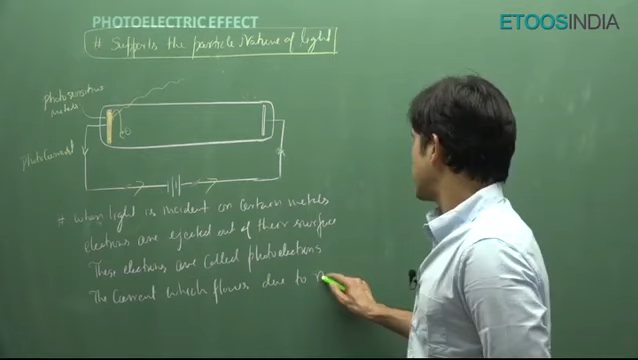 PHOTOELECTRIC EFFECT
ETOOSINDIA
# Supports the particle Nature of light
photosensitive
metals
photocurrent
# When light is incident on certain metals
electrons are ejected out of their surface
These electrons are called photoelectrons
The current which flows due to